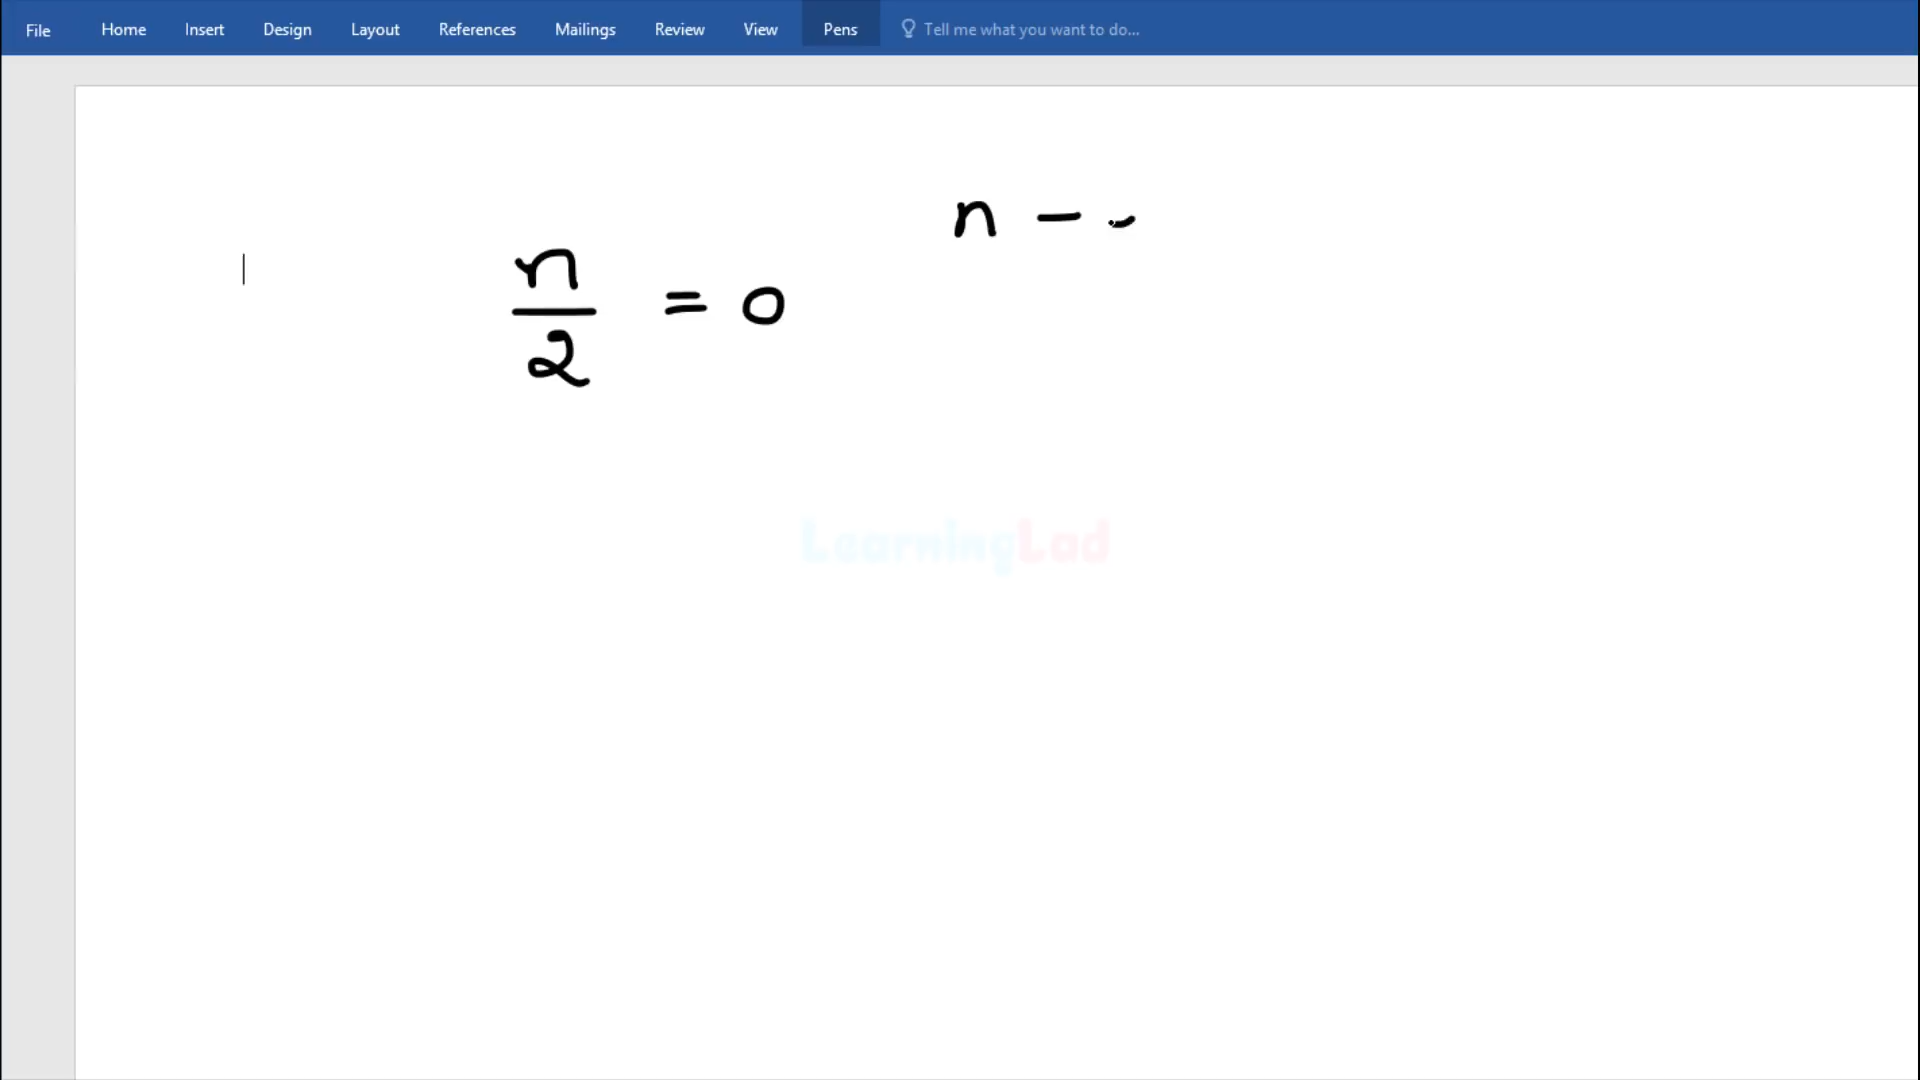 File Home Insert Design Layout References Mailings Review View Pens Tell me what you want to do...
n -
n/2 = 0
LearningLad